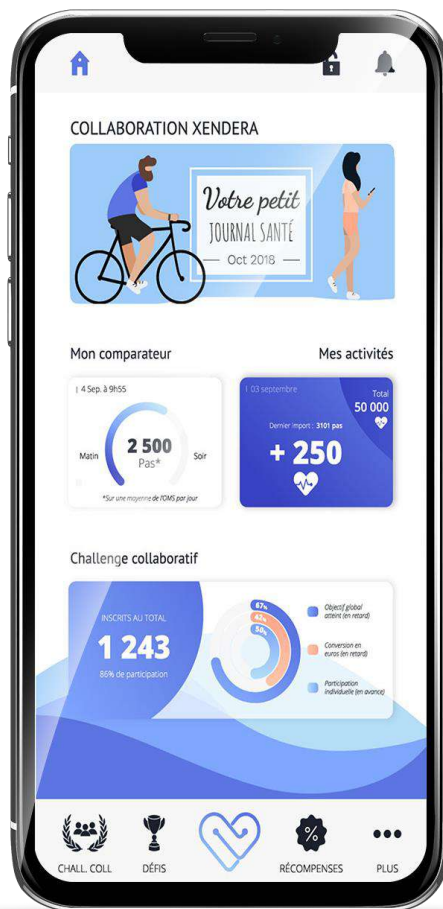 COLLABORATION XENDERA
Votre petit
JOURNAL SANTÉ
Oct 2018
Mon comparateur
Mes activités
4 Sep. à 9h55
2 500
Pas*
Matin
Soir
*Sur une moyenne de l'OMS par jour
03 septembre
Total
50 000
Dernier import : 3101 pas
+ 250
Challenge collaboratif
INSCRITS AU TOTAL
1 243
86% de participation
67%
42%
50%
Objectif global
atteint (en retard)
Conversion en
euros (en retard)
Participation
individuelle (en avance)
CHALL. COLL
DÉFIS
%
RÉCOMPENSES
PLUS